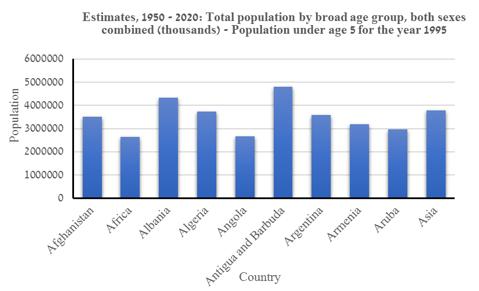 Estimates, 1950 - 2020: Total population by broad age group, both sexes
combined (thousands) - Population under age 5 for the year 1995
Population
6000000
5000000
4000000
3000000
2000000
1000000
0
Afghanistan
Africa
Albania
Algeria
Angola
Antigua and Barbuda
Argentina
Armenia
Aruba
Asia
Country